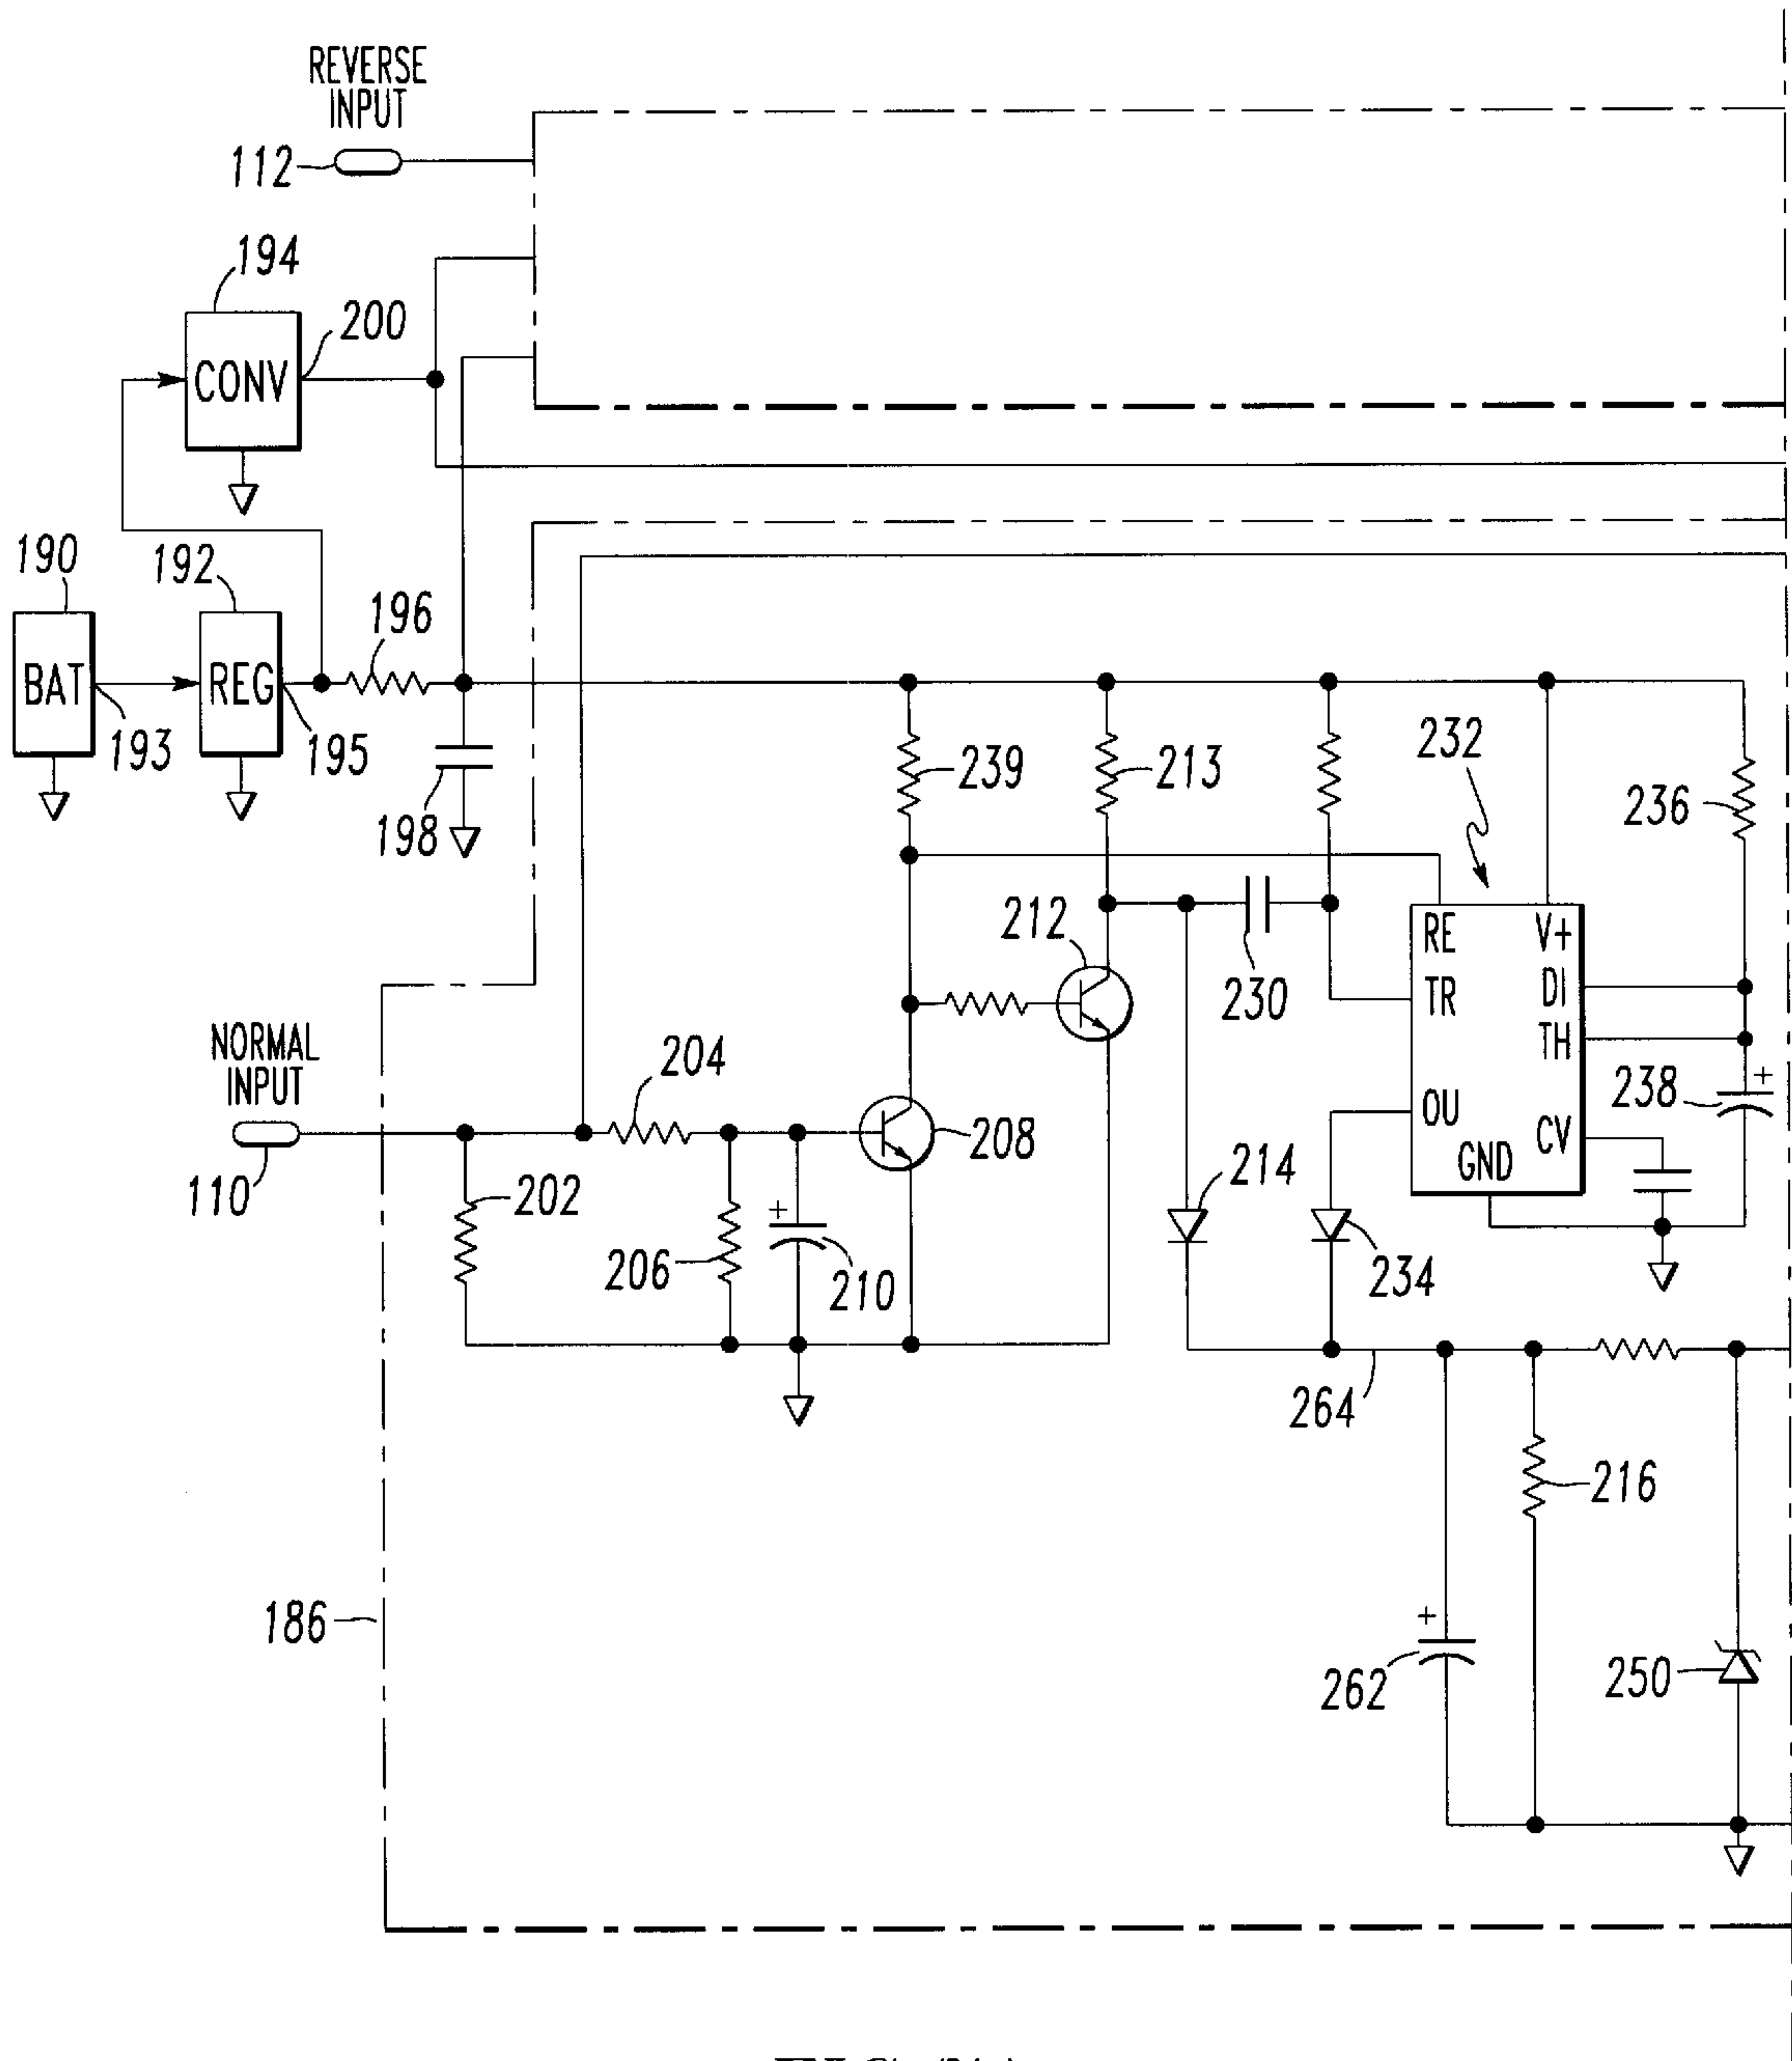 REVERSE
INPUT
112
194
200
CONV
190
192
196
BAT
REG
193
195
198
239
213
232
236
212
RE
V+
230
TR
DI
TH
NORMAL
INPUT
204
238
+
OU
CV
208
GND
110
202
214
+
206
210
234
264
216
186
+
262
250